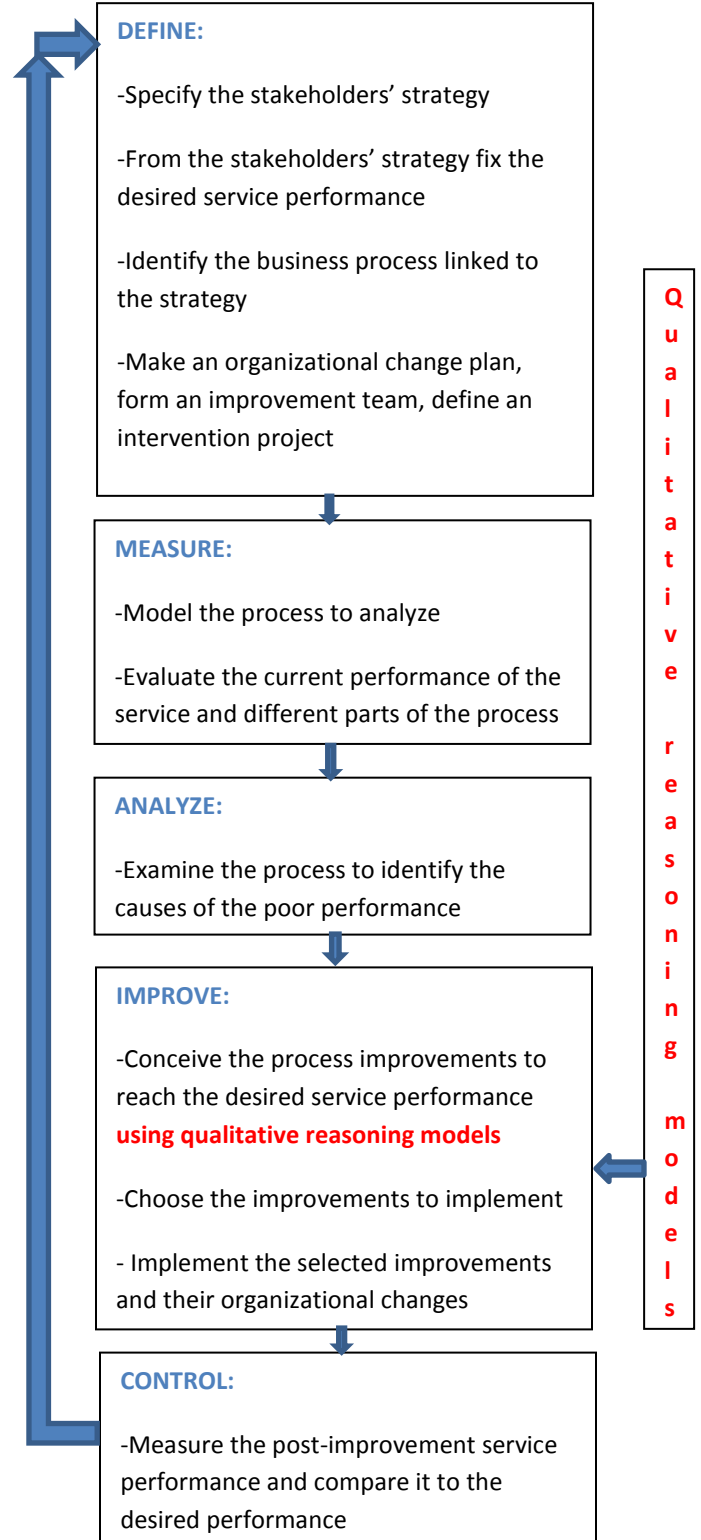 DEFINE:
-Specify the stakeholders’ strategy
-From the stakeholders’ strategy fix the
desired service performance
-Identify the business process linked to
the strategy
-Make an organizational change plan,
form an improvement team, define an
intervention project
MEASURE:
-Model the process to analyze
-Evaluate the current performance of the
service and different parts of the process
ANALYZE:
-Examine the process to identify the
causes of the poor performance
IMPROVE:
-Conceive the process improvements to
reach the desired service performance
using qualitative reasoning models
-Choose the improvements to implement
- Implement the selected improvements
and their organizational changes
CONTROL:
-Measure the post-improvement service
performance and compare it to the
desired performance
Qualitative reasoning models